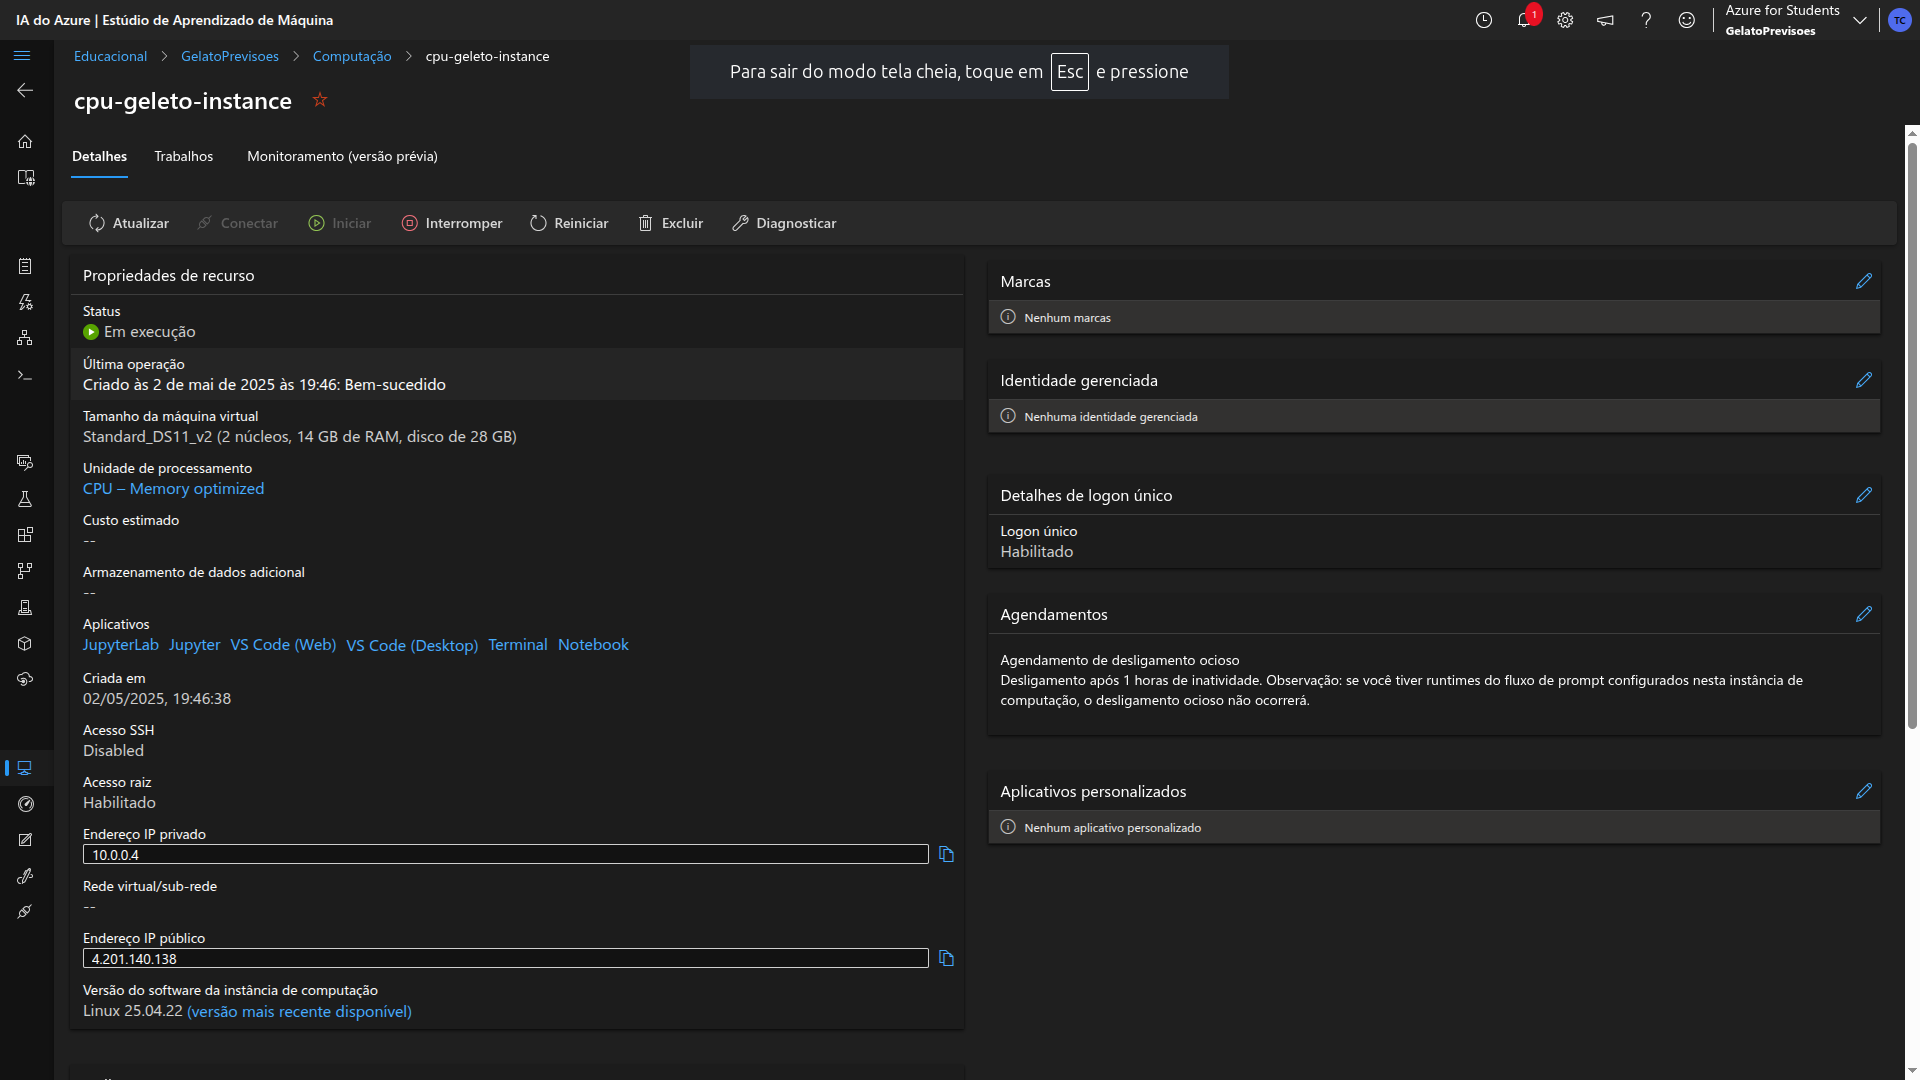 IA do Azure | Estúdio de Aprendizado de Máquina
1
Azure for Students
GelatoPrevisoes
TC
Educacional > GelatoPrevisoes > Computação > cpu-geleto-instance
Para sair do modo tela cheia, toque em Esc e pressione
cpu-geleto-instance
Detalhes Trabalhos Monitoramento (versão prévia)
Atualizar Conectar Iniciar Interromper Reiniciar Excluir Diagnosticar
Propriedades de recurso
Status
Em execução
Última operação
Criado às 2 de mai de 2025 às 19:46: Bem-sucedido
Tamanho da máquina virtual
Standard_DS11_v2 (2 núcleos, 14 GB de RAM, disco de 28 GB)
Unidade de processamento
CPU – Memory optimized
Custo estimado
--
Armazenamento de dados adicional
--
Aplicativos
JupyterLab Jupyter VS Code (Web) VS Code (Desktop) Terminal Notebook
Criada em
02/05/2025, 19:46:38
Acesso SSH
Disabled
Acesso raiz
Habilitado
Endereço IP privado
10.0.0.4
Rede virtual/sub-rede
--
Endereço IP público
4.201.140.138
Versão do software da instância de computação
Linux 25.04.22 (versão mais recente disponível)
Marcas
Nenhum marcas
Identidade gerenciada
Nenhuma identidade gerenciada
Detalhes de logon único
Logon único
Habilitado
Agendamentos
Agendamento de desligamento ocioso
Desligamento após 1 horas de inatividade. Observação: se você tiver runtimes do fluxo de prompt configurados nesta instância de
computação, o desligamento ocioso não ocorrerá.
Aplicativos personalizados
Nenhum aplicativo personalizado